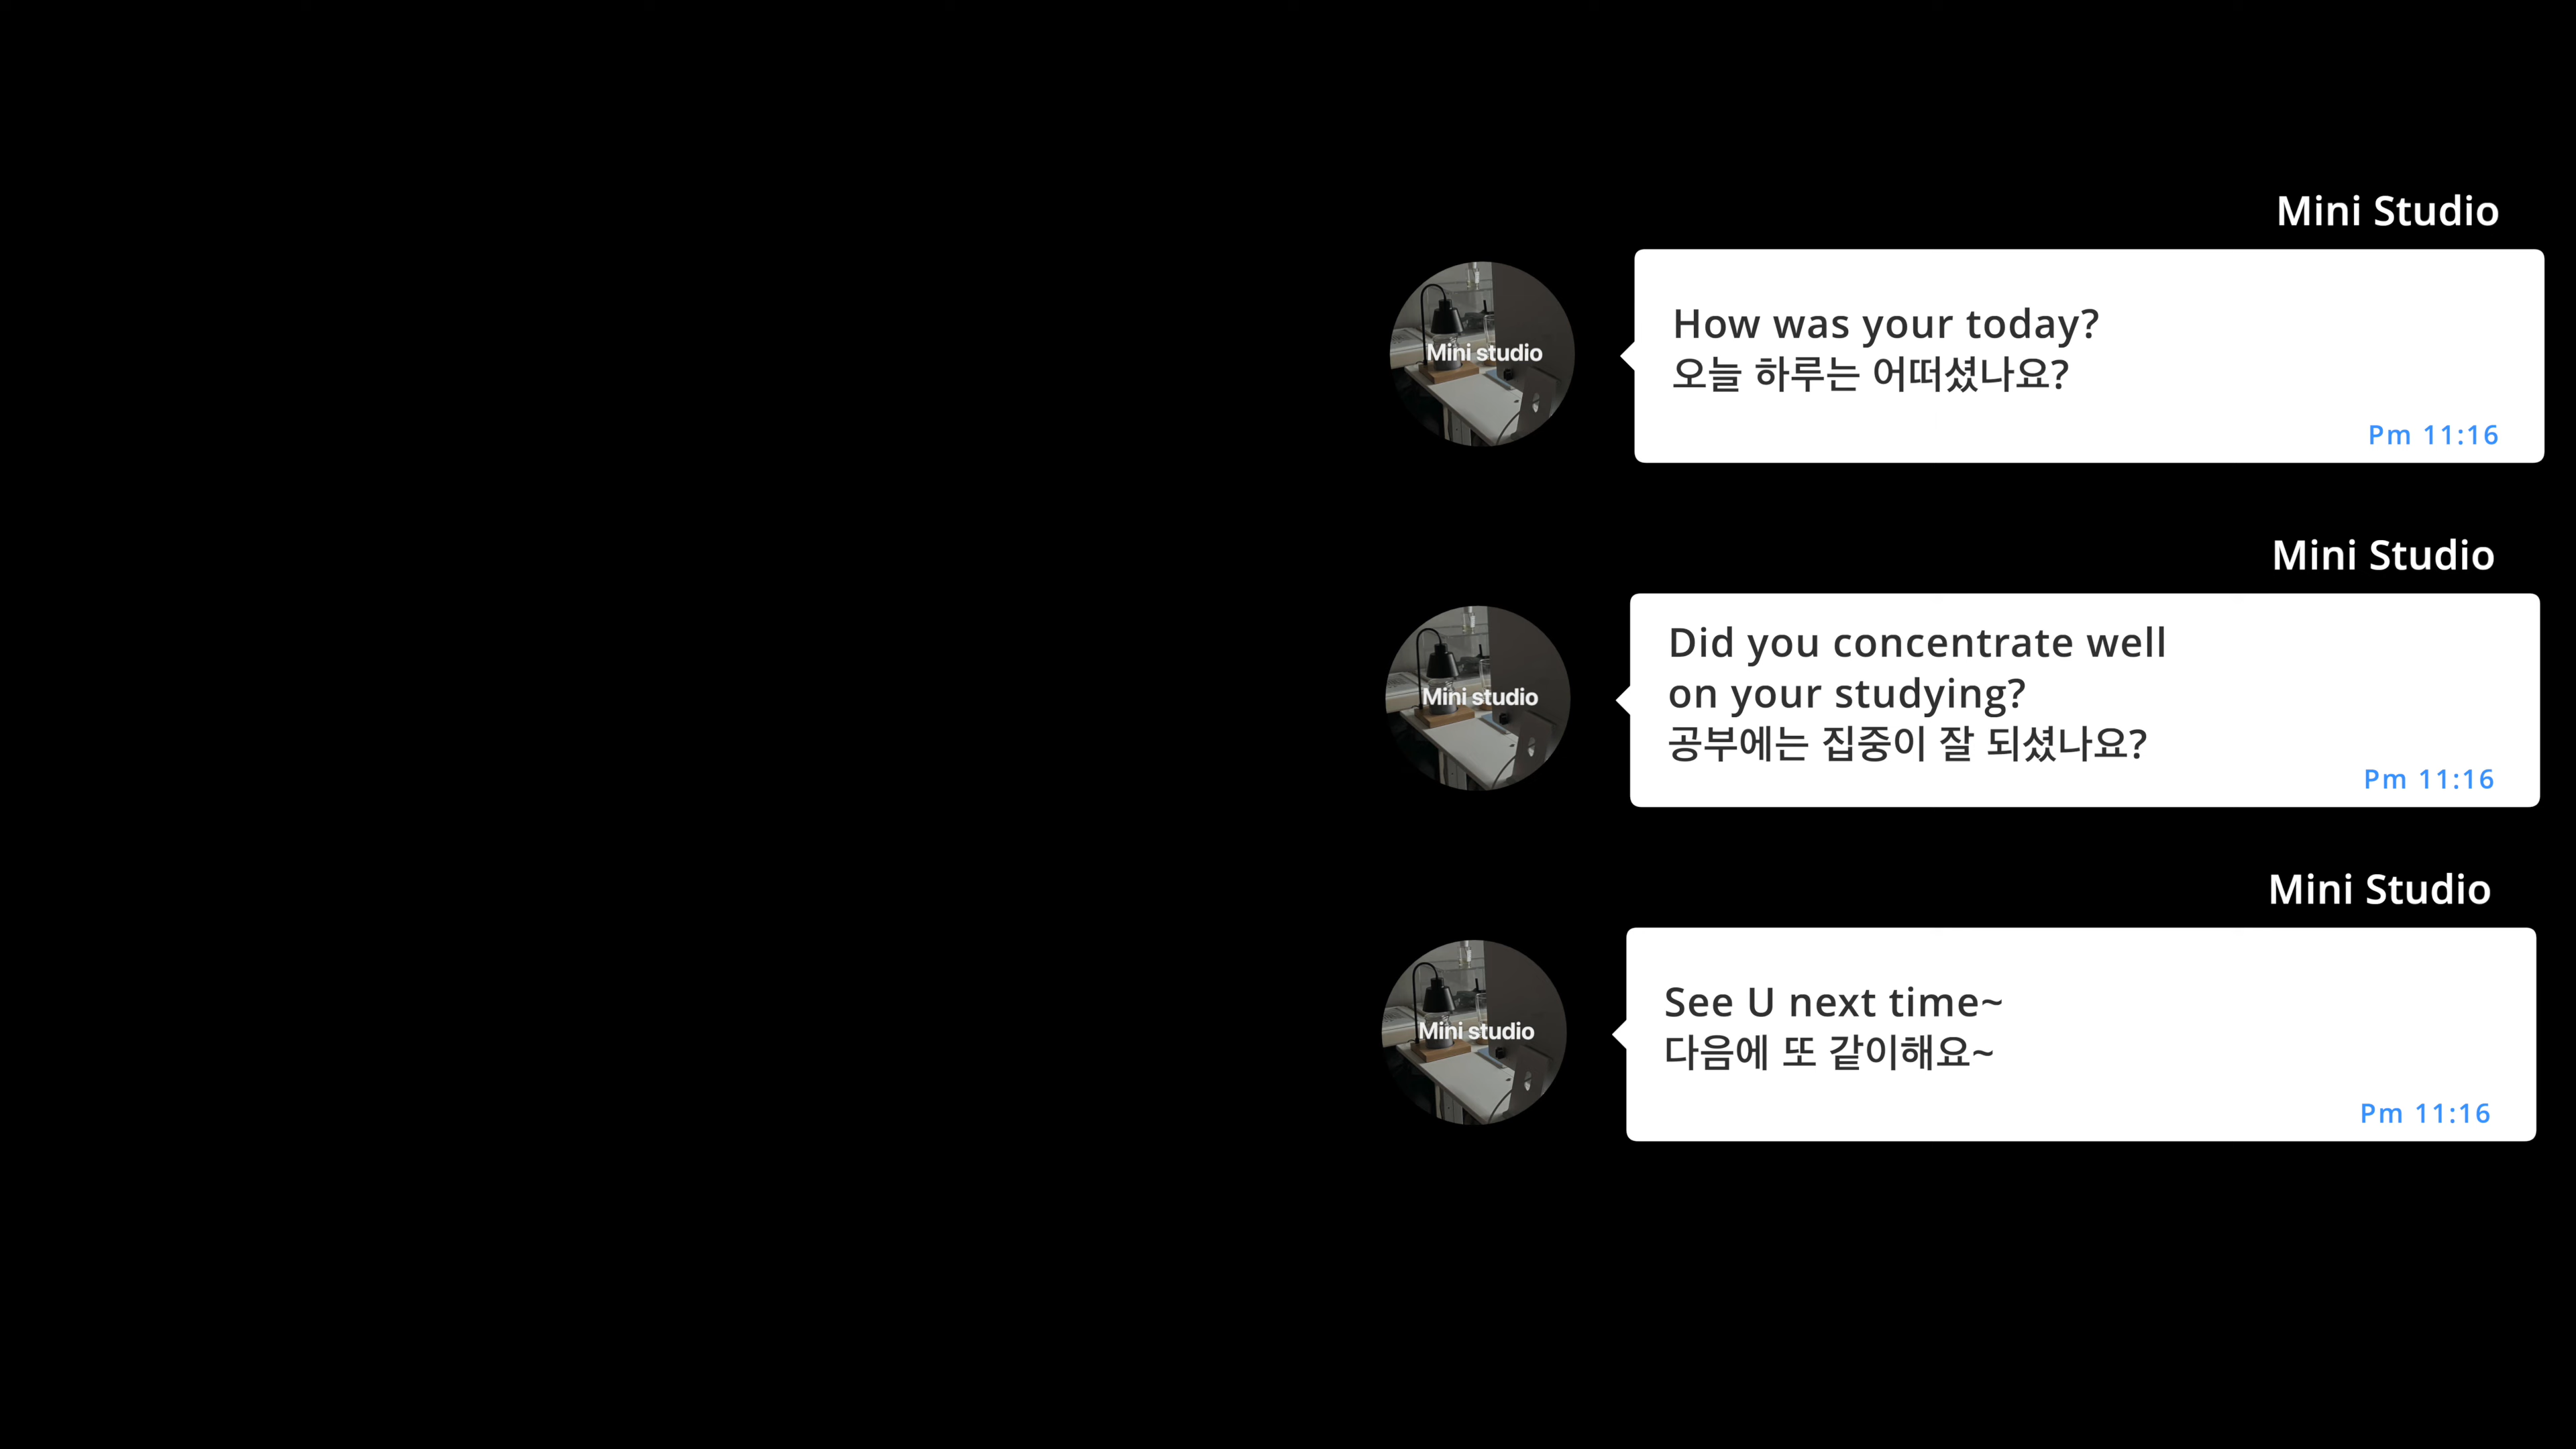 Mini Studio
Mini studio
How was your today?
오늘 하루는 어떠셨나요?
Pm 11:16
Mini Studio
Mini studio
Did you concentrate well
on your studying?
공부에는 집중이 잘 되셨나요?
Pm 11:16
Mini Studio
Mini studio
See U next time~
다음에 또 같이해요~
Pm 11:16